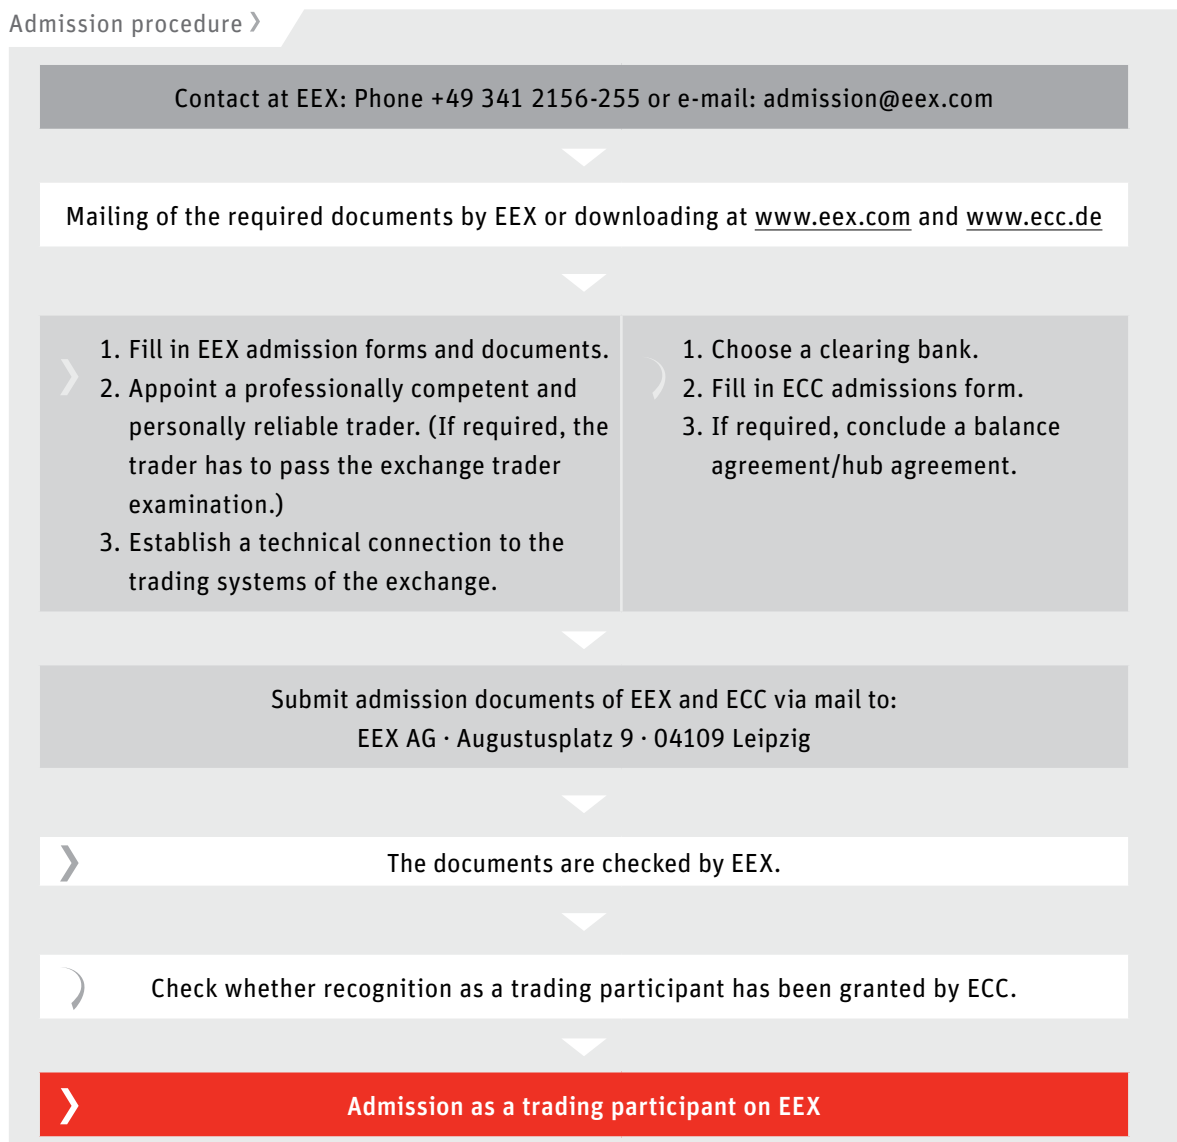 Admission procedure
Contact at EEX: Phone +49 341 2156-255 or e-mail: admission@eex.com
Mailing of the required documents by EEX or downloading at www.eex.com and www.ecc.de
1. Fill in EEX admission forms and documents.
2. Appoint a professionally competent and
personally reliable trader. (If required, the
trader has to pass the exchange trader
examination.)
3. Establish a technical connection to the
trading systems of the exchange.
1. Choose a clearing bank.
2. Fill in ECC admissions form.
3. If required, conclude a balance
agreement/hub agreement.
Submit admission documents of EEX and ECC via mail to:
EEX AG · Augustusplatz 9 · 04109 Leipzig
The documents are checked by EEX.
Check whether recognition as a trading participant has been granted by ECC.
Admission as a trading participant on EEX